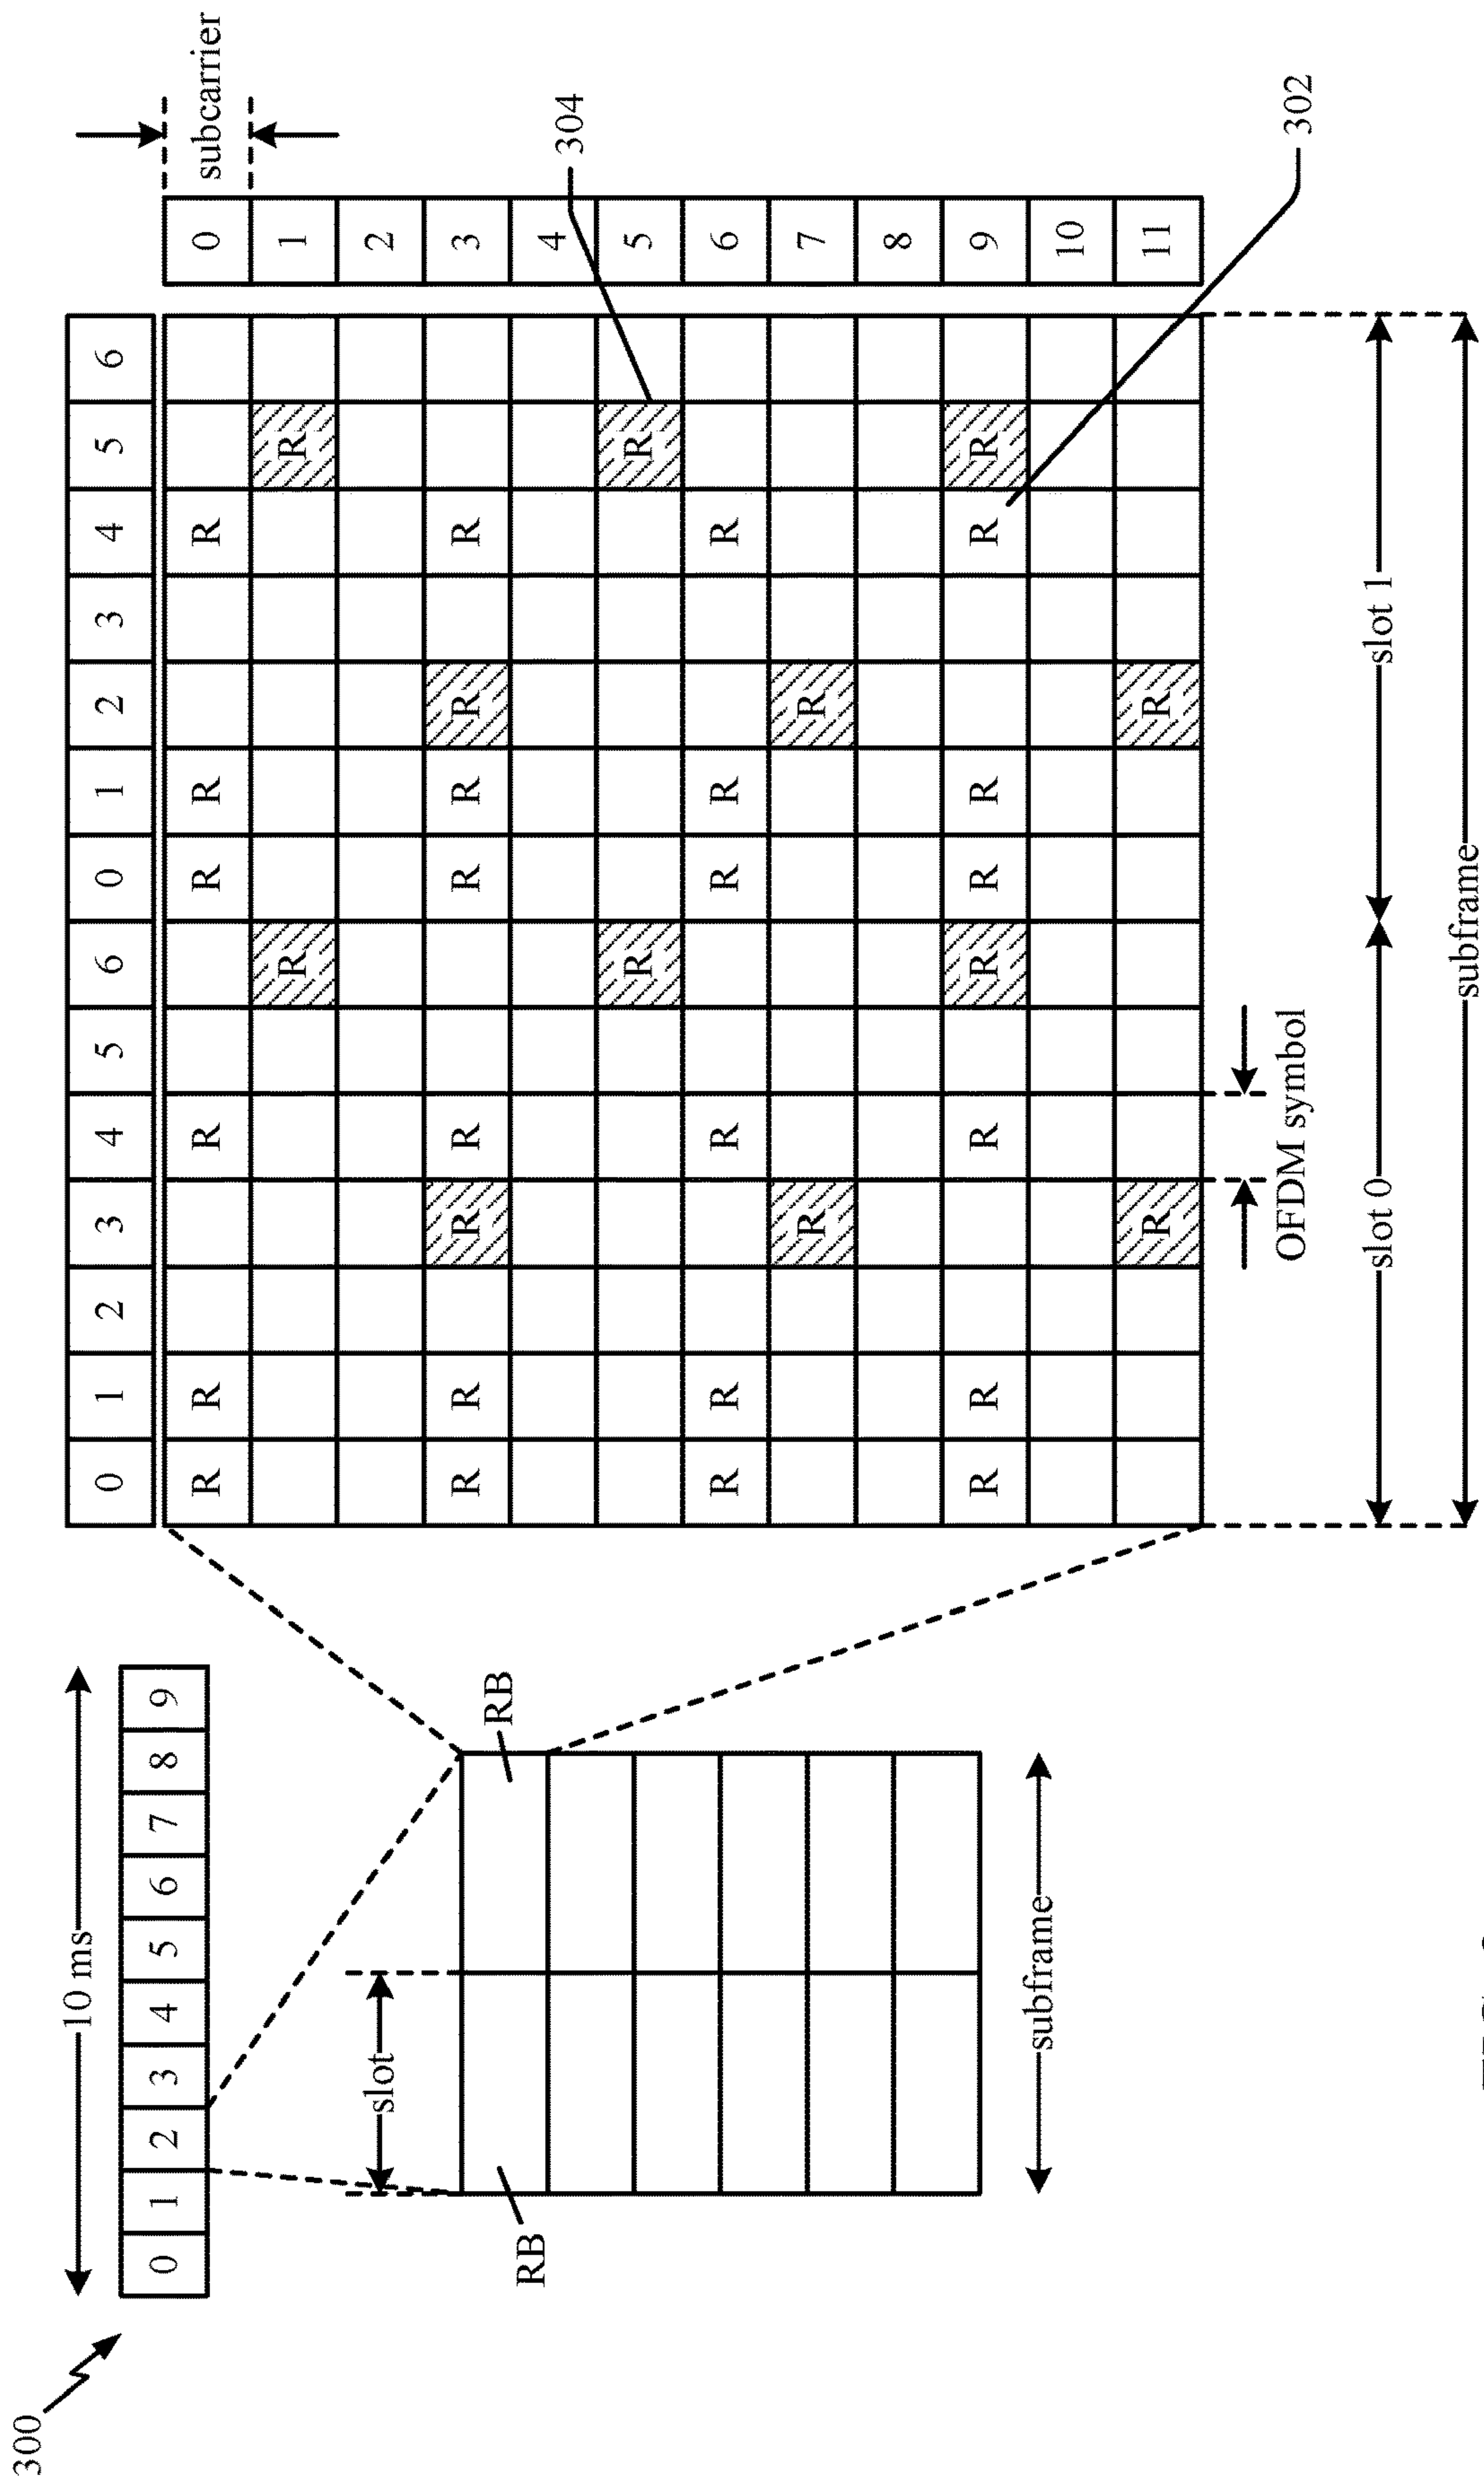 300
10 ms
0 1 2 3 4 5 6 7 8 9
slot
RB
RB
subframe
0 1 2 3 4 5 6 0 1 2 3 4 5 6
subcarrier
R R R R R R 0
R R 1
2
R R R R R R R R 3
4
R R 5
R R R R R R 6
R R 7
8
R R R R R R R R 9
10
R R 11
304
302
OFDM symbol
slot 0
slot 1
subframe